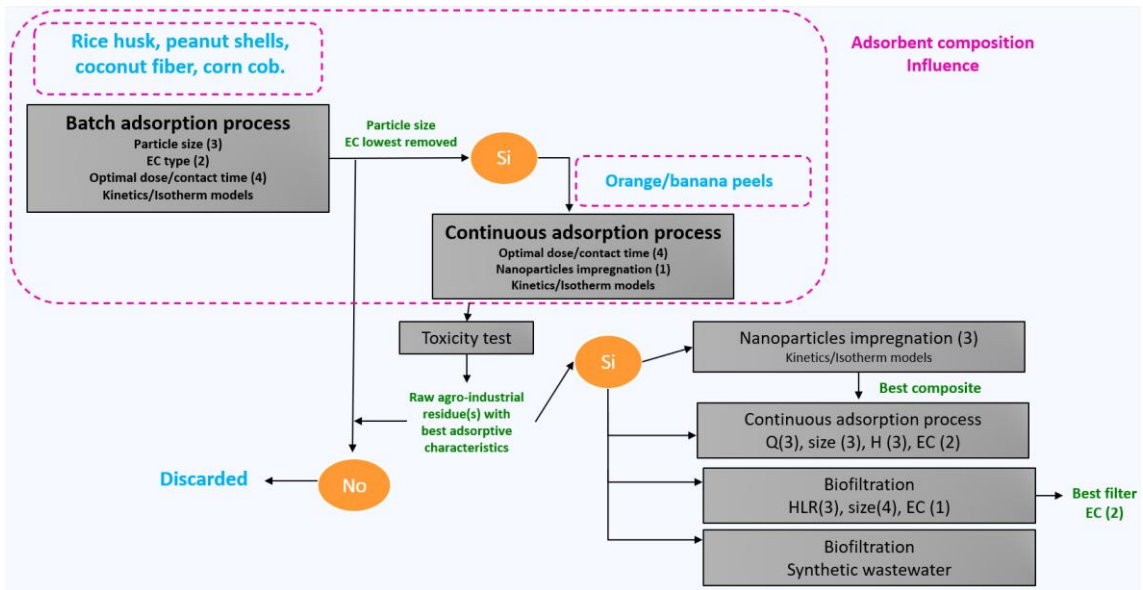 Rice husk, peanut shells,
coconut fiber, corn cob.
Adsorbent composition
Influence
Batch adsorption process
Particle size (3)
EC type (2)
Optimal dose/contact time (4)
Kinetics/Isotherm models
Particle size
EC lowest removed
Si
Orange/banana peels
Continuous adsorption process
Optimal dose/contact time (4)
Nanoparticles impregnation (1)
Kinetics/Isotherm models
Toxicity test
Si
Nanoparticles impregnation (3)
Kinetics/Isotherm models
Best composite
Raw agro-industrial
residue(s) with
best adsorptive
characteristics
Continuous adsorption process
Q(3), size (3), H (3), EC (2)
Discarded
No
Biofiltration
HLR(3), size(4), EC (1)
Best filter
EC (2)
Biofiltration
Synthetic wastewater